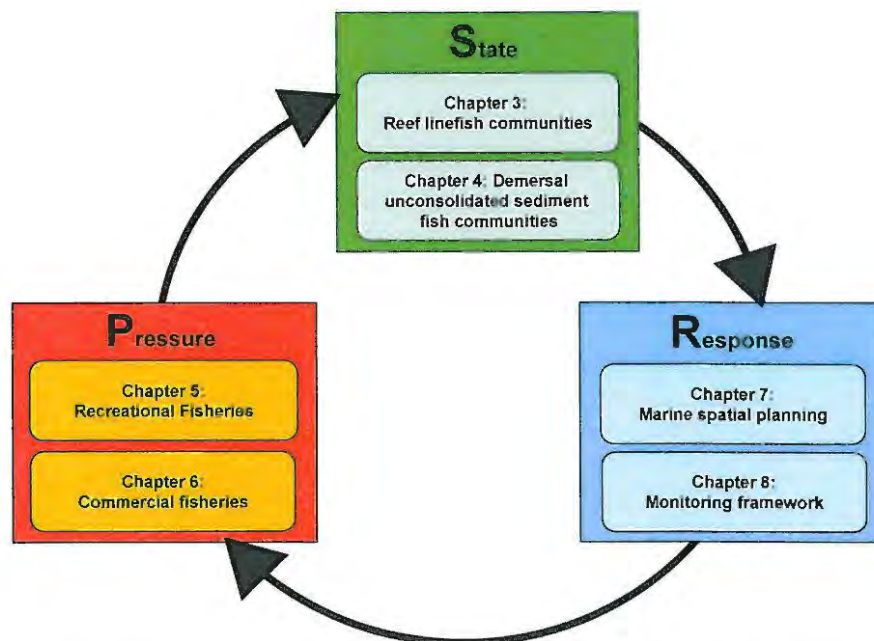 State
Chapter 3:
Reef linefish communities
Chapter 4: Demersal
unconsolidated sediment
fish communities
Pressure
Chapter 5:
Recreational Fisheries
Chapter 6:
Commercial fisheries
Response
Chapter 7:
Marine spatial planning
Chapter 8:
Monitoring framework